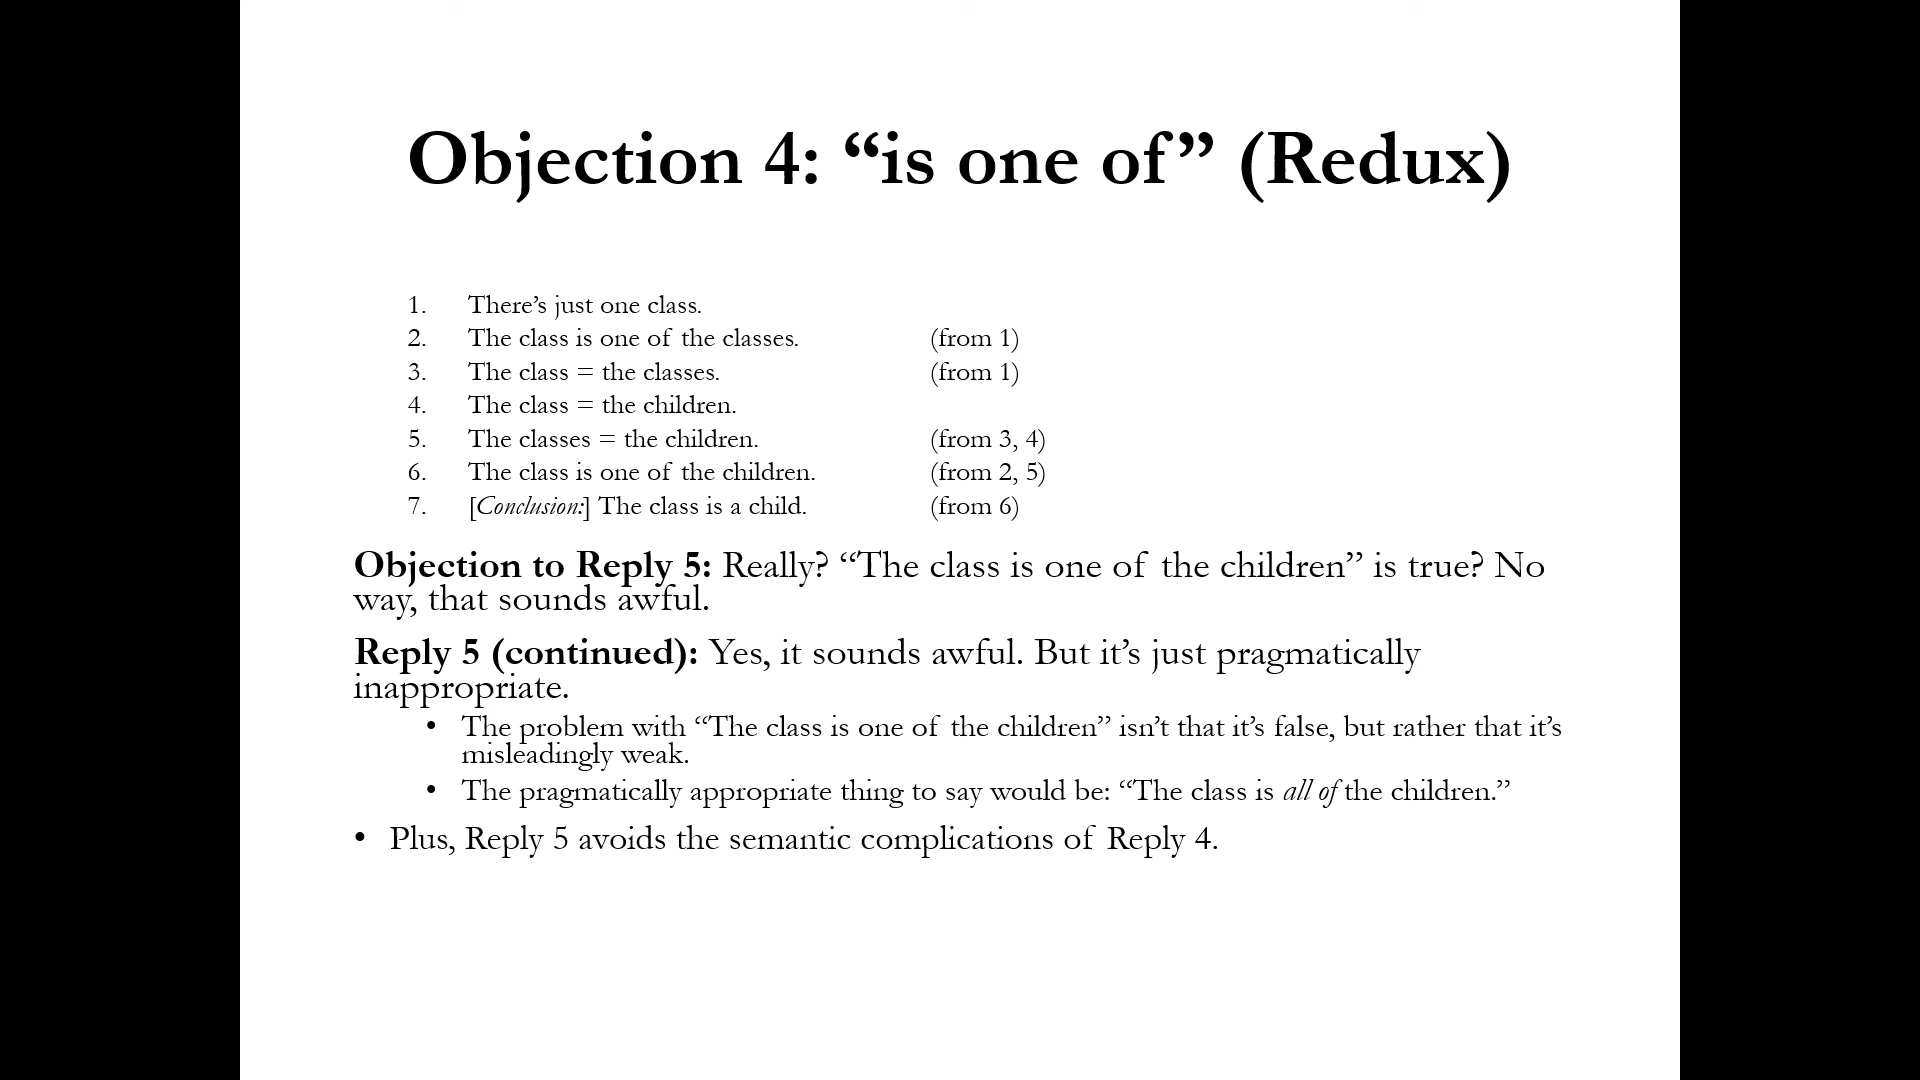 Objection 4: “is one of” (Redux)
1. There’s just one class.
2. The class is one of the classes. (from 1)
3. The class = the classes. (from 1)
4. The class = the children.
5. The classes = the children. (from 3, 4)
6. The class is one of the children. (from 2, 5)
7. [Conclusion:] The class is a child. (from 6)
Objection to Reply 5: Really? “The class is one of the children” is true? No
way, that sounds awful.
Reply 5 (continued): Yes, it sounds awful. But it’s just pragmatically
inappropriate.
• The problem with “The class is one of the children” isn’t that it’s false, but rather that it’s
misleadingly weak.
• The pragmatically appropriate thing to say would be: “The class is all of the children.”
• Plus, Reply 5 avoids the semantic complications of Reply 4.